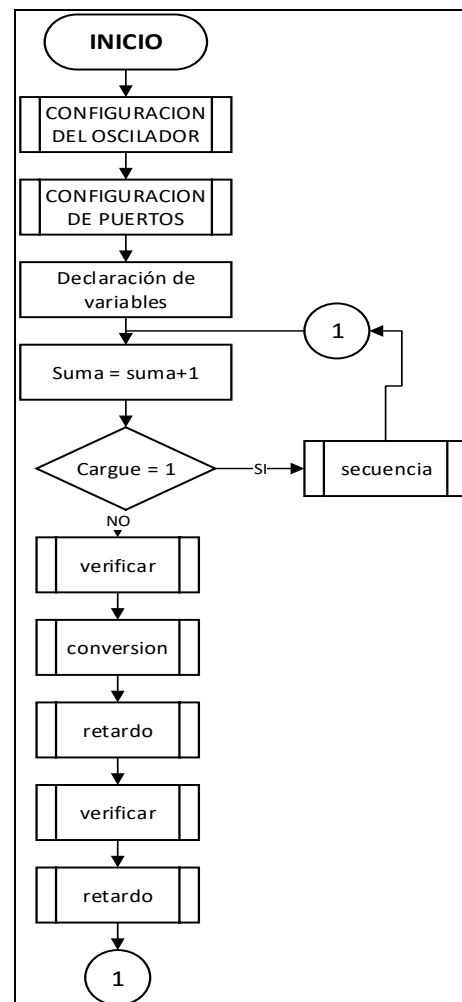 INICIO
CONFIGURACION
DEL OSCILADOR
CONFIGURACION
DE PUERTOS
Declaración de
variables
1
Suma = suma+1
Cargue = 1
SI
secuencia
NO
verificar
conversion
retardo
verificar
retardo
1